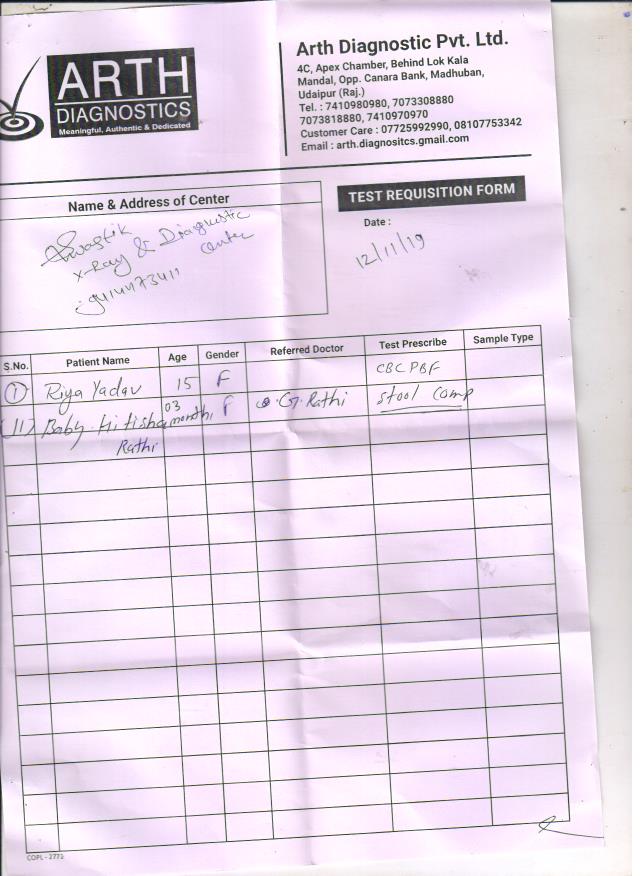 ARTH
DIAGNOSTICS
Meaningful, Authentic & Dedicated
Arth Diagnostic Pvt. Ltd.
4C, Apex Chamber, Behind Lok Kala
Mandal, Opp. Canara Bank, Madhuban,
Udaipur (Raj.)
Tel. : 7410980980, 7073308880
7073818880, 7410970970
Customer Care : 07725992990, 08107753342
Email : arth.diagnositcs.gmail.com
Name & Address of Center
Swastik
X-Ray & Diagnostic
Center
9414473411
TEST REQUISITION FORM
Date :
12/11/19
S.No. Patient Name Age Gender Referred Doctor Test Prescribe Sample Type
(1) Riya Yadav 15 F CBC PBF
(11) Baby Hitisha 03 months F G. Rathi Stool Comp
Rathi
COPL - 2772